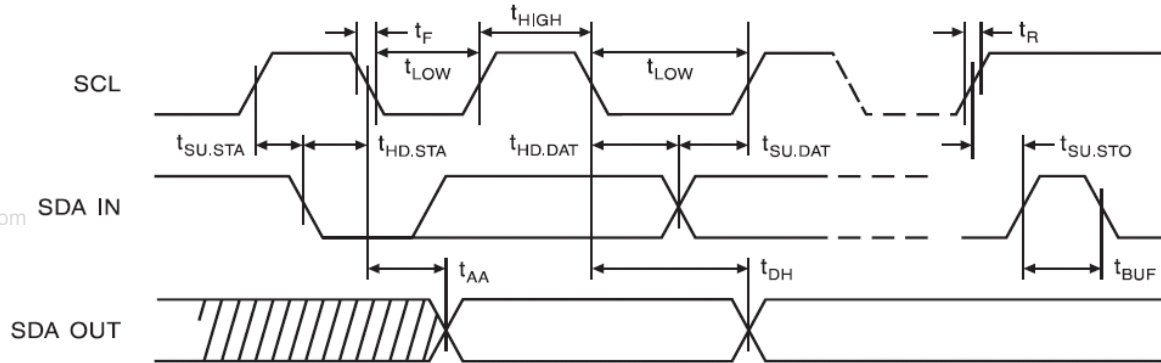 tHIGH
tF tR
tLOW tLOW
SCL
tSU.STA tHD.STA tHD.DAT tSU.DAT tSU.STO
SDA IN
om
tAA tDH tBUF
SDA OUT